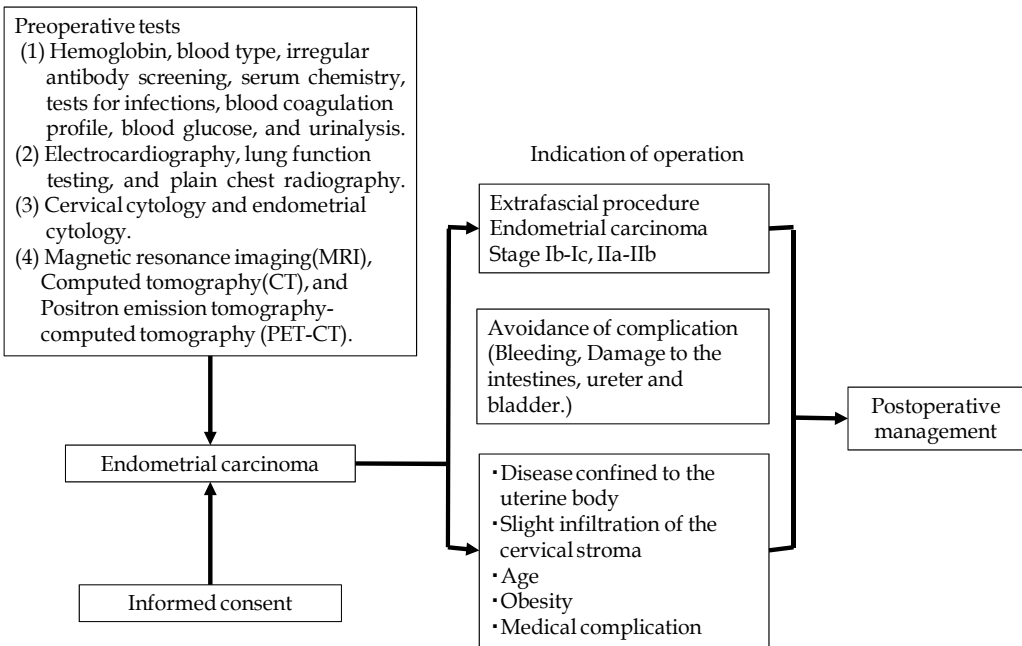 Preoperative tests
(1) Hemoglobin, blood type, irregular
antibody screening, serum chemistry,
tests for infections, blood coagulation
profile, blood glucose, and urinalysis.
(2) Electrocardiography, lung function
testing, and plain chest radiography.
(3) Cervical cytology and endometrial
cytology.
(4) Magnetic resonance imaging(MRI),
Computed tomography(CT), and
Positron emission tomography-
computed tomography (PET-CT).
Endometrial carcinoma
Informed consent
Indication of operation
Extrafascial procedure
Endometrial carcinoma
Stage Ib-Ic, IIa-IIb
Avoidance of complication
(Bleeding, Damage to the
intestines, ureter and
bladder.)
・Disease confined to the
uterine body
・Slight infiltration of the
cervical stroma
・Age
・Obesity
・Medical complication
Postoperative
management